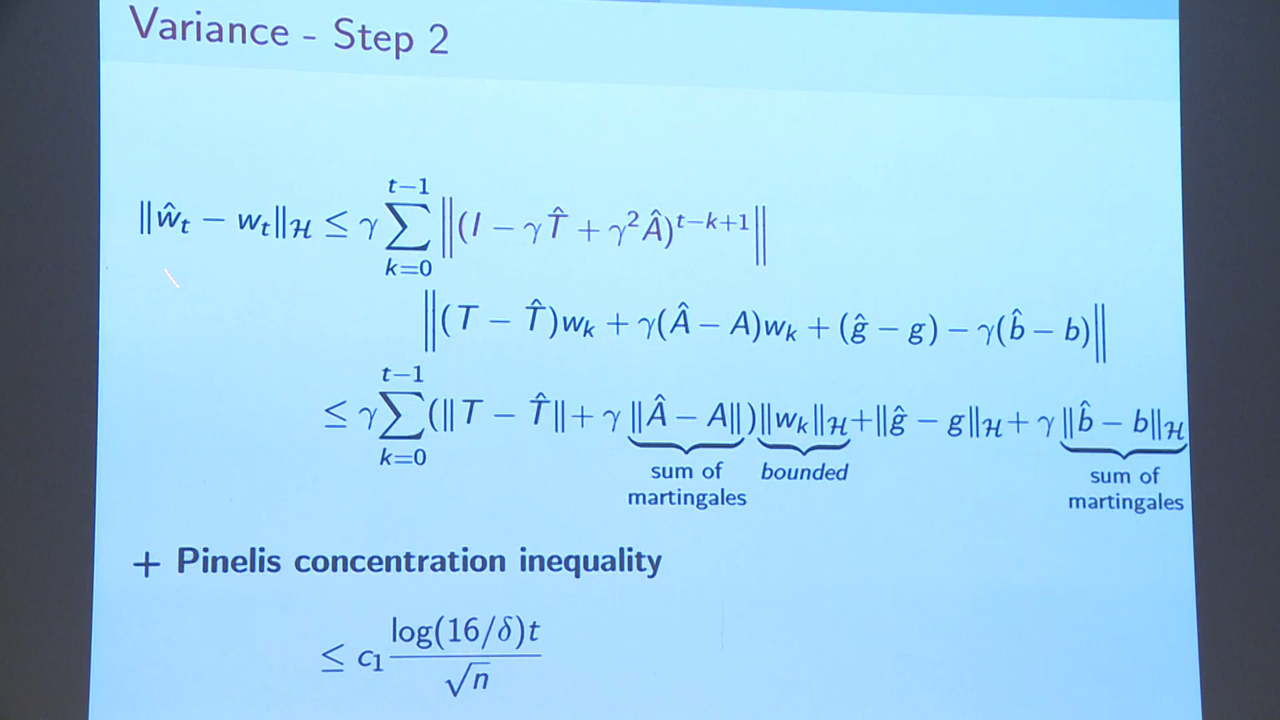 Variance - Step 2
‖ŵ_t − w_t‖_ℋ ≤ γ ∑_{k=0}^{t−1} ‖(I − γT̂ + γ²Â)^{t−k+1}‖
‖(T − T̂)w_k + γ(Â − A)w_k + (ĝ − g) − γ(b̂ − b)‖
≤ γ ∑_{k=0}^{t−1} (‖T − T̂‖ + γ ‖Â − A‖)‖w_k‖_ℋ + ‖ĝ − g‖_ℋ + γ ‖b̂ − b‖_ℋ
sum of martingales
bounded
sum of martingales
+ Pinelis concentration inequality
≤ c₁ log(16/δ)t / √n